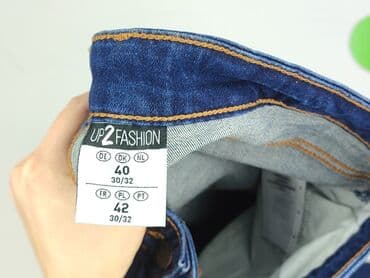 UP2FASHION
DE DK NL
40
30/32
FR PL PT
42
30/32